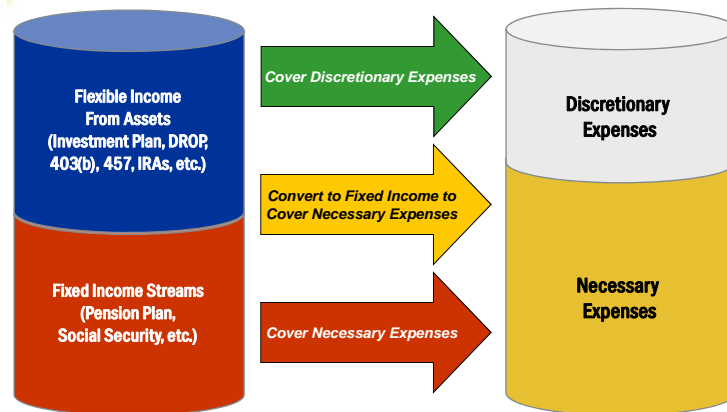 Flexible Income
From Assets
(Investment Plan, DROP,
403(b), 457, IRAs, etc.)
Cover Discretionary Expenses
Discretionary
Expenses
Convert to Fixed Income to
Cover Necessary Expenses
Fixed Income Streams
(Pension Plan,
Social Security, etc.)
Cover Necessary Expenses
Necessary
Expenses